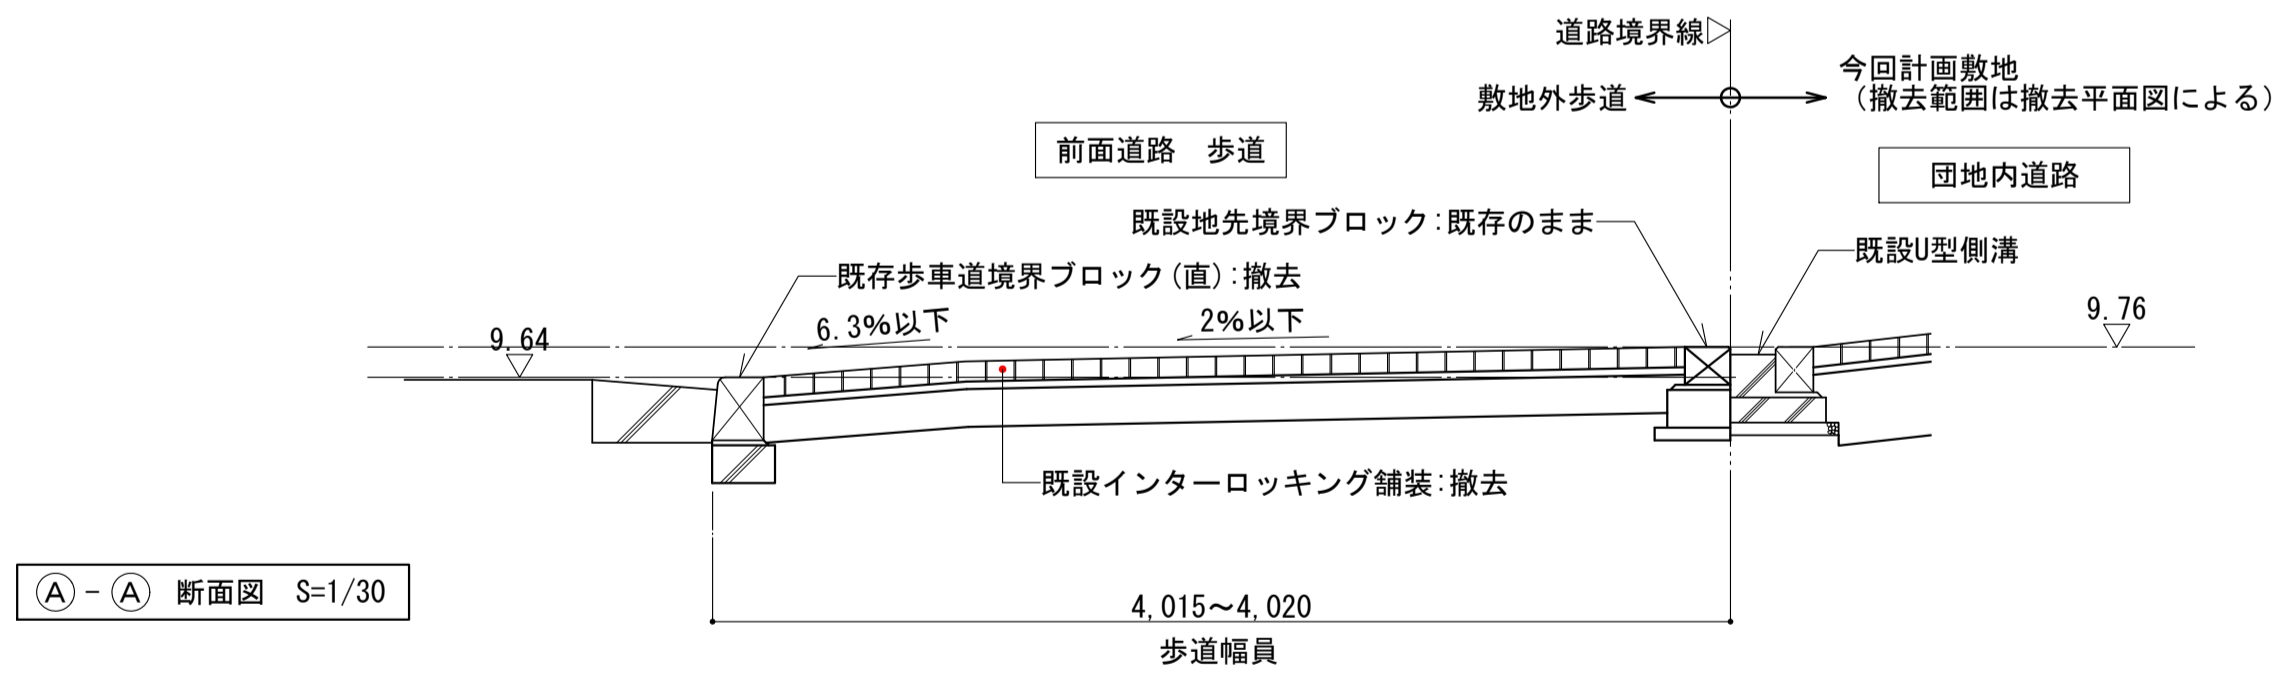 道路境界線
今回計画敷地
敷地外歩道
（撤去範囲は撤去平面図による）
前面道路　歩道
団地内道路
既設地先境界ブロック：既存のまま
既設U型側溝
既存歩車道境界ブロック(直)：撤去
6.3%以下
2%以下
9.64
9.76
既設インターロッキング舗装：撤去
Ⓐ-Ⓐ　断面図　S=1/30
4,015～4,020
歩道幅員